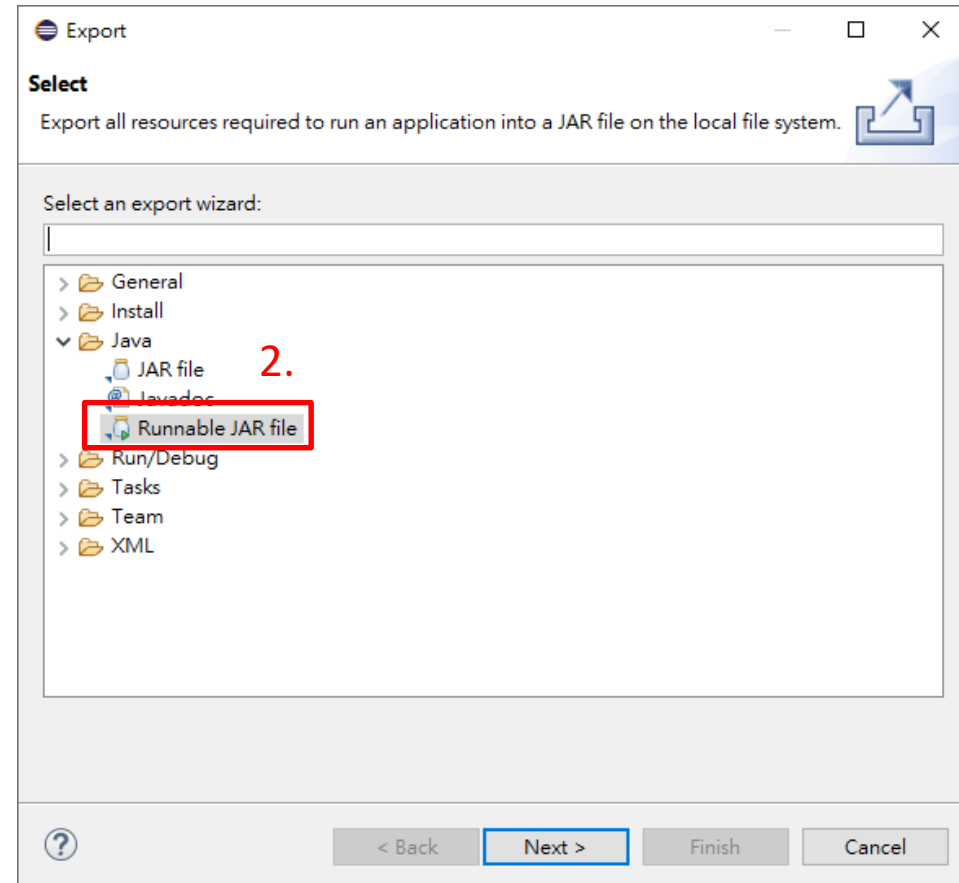 Export
Select
Export all resources required to run an application into a JAR file on the local file system.
Select an export wizard:
General
Install
Java
JAR file
2.
Javadoc
Runnable JAR file
Run/Debug
Tasks
Team
XML
?
< Back
Next >
Finish
Cancel